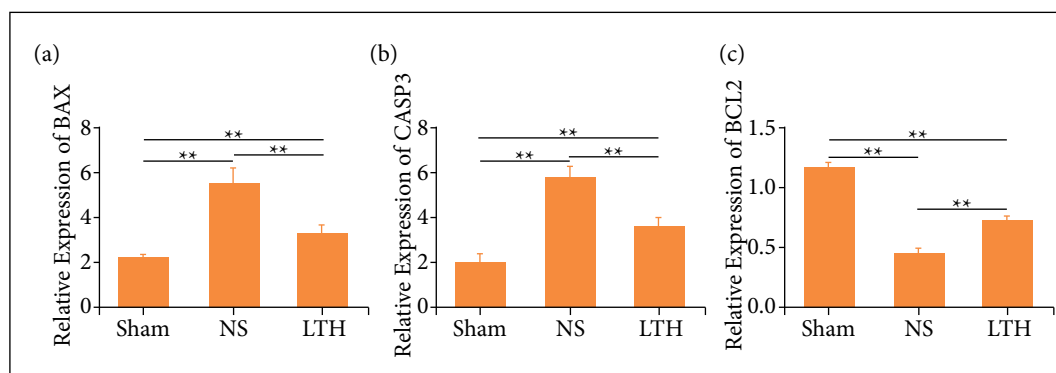 (a)
Relative Expression of BAX
8
6
4
2
0
**
**
**
Sham NS LTH
(b)
Relative Expression of CASP3
8
6
4
2
0
**
**
**
Sham NS LTH
(c)
Relative Expression of BCL2
1.5
1.0
0.5
0.0
**
**
**
Sham NS LTH